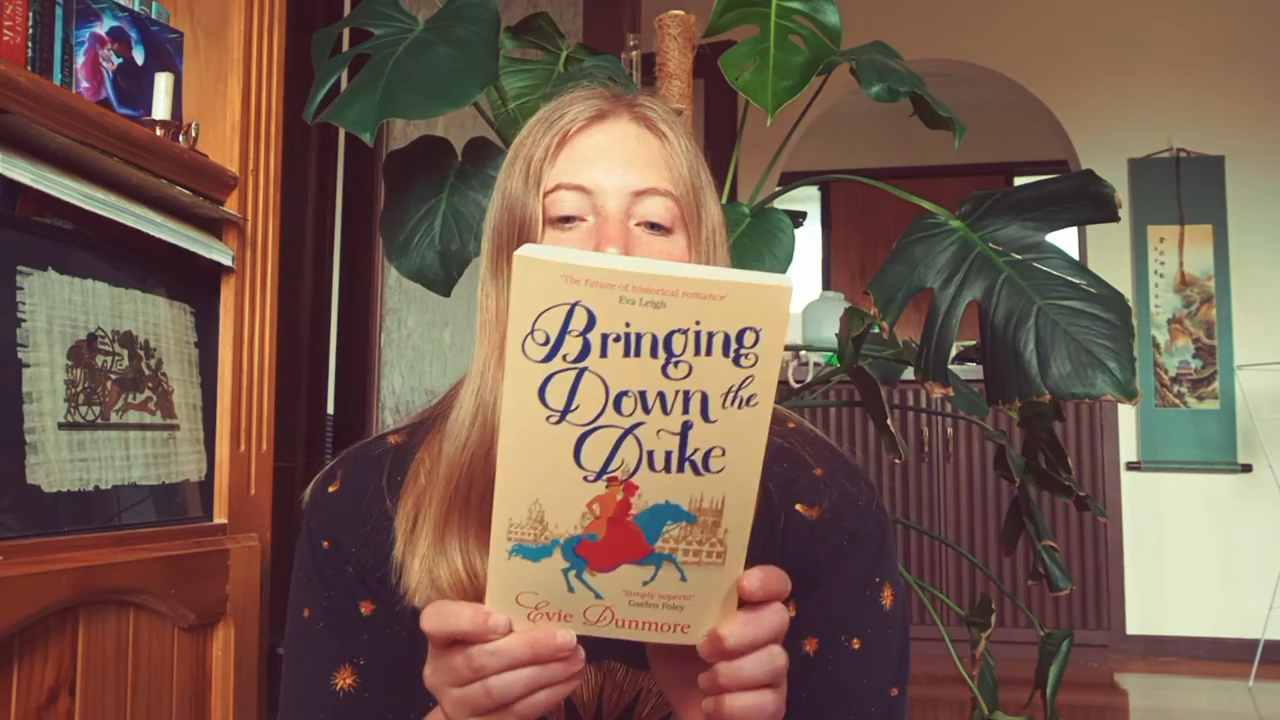 'The future of historical romance'
Eva Leigh
Bringing
Down the
Duke
'Simply superb!'
Gaelen Foley
Evie Dunmore